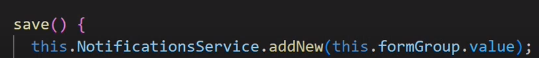 save() {
this.NotificationsService.addNew(this.formGroup.value);